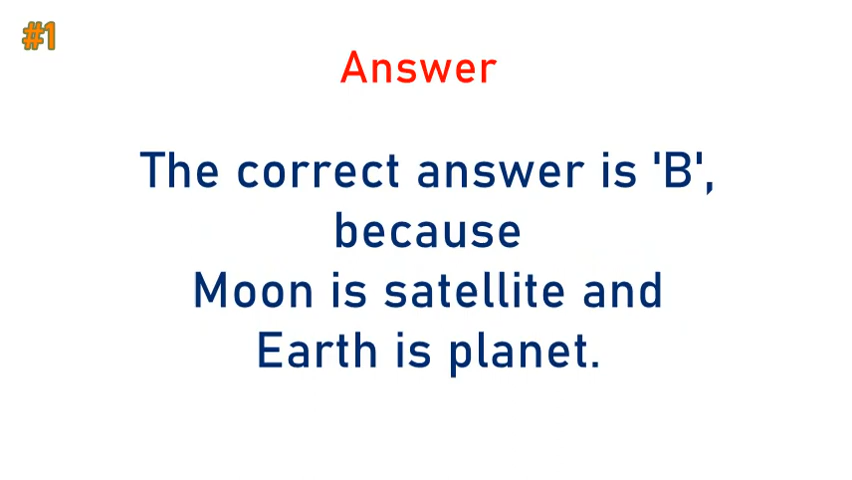 #1
Answer
The correct answer is 'B',
because
Moon is satellite and
Earth is planet.